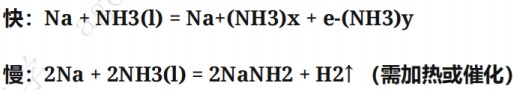 快：Na + NH3(l) = Na+(NH3)x + e-(NH3)y
慢：2Na + 2NH3(l) = 2NaNH2 + H2↑ （需加热或催化）